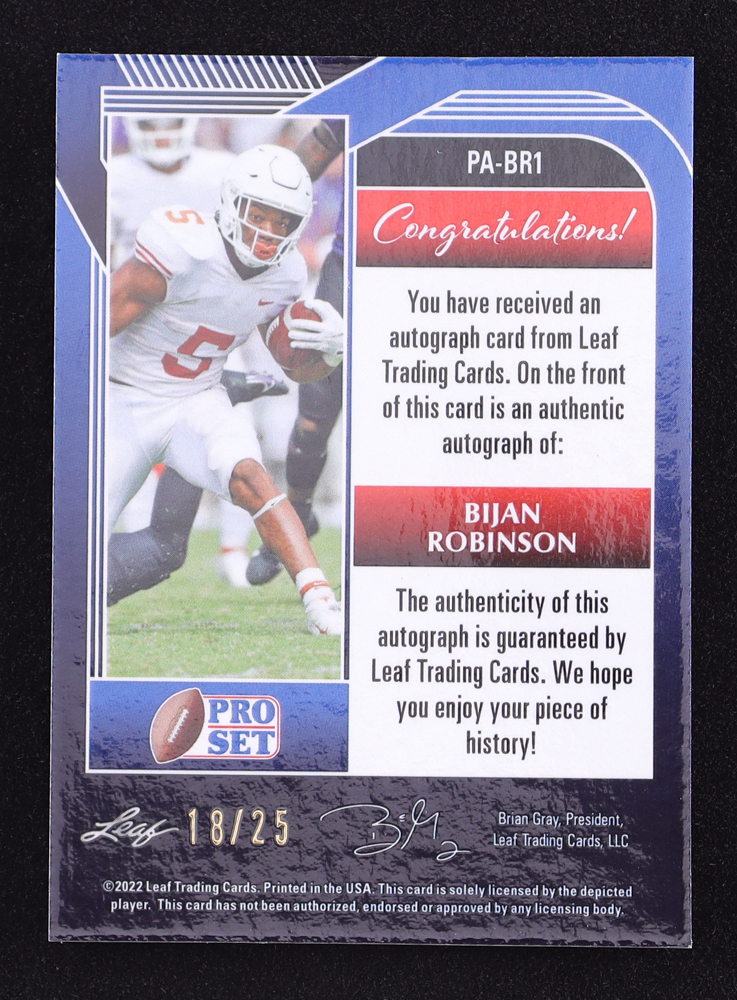 PA-BR1
Congratulations!
You have received an
autograph card from Leaf
Trading Cards. On the front
of this card is an authentic
autograph of:
BIJAN
ROBINSON
The authenticity of this
autograph is guaranteed by
Leaf Trading Cards. We hope
you enjoy your piece of
history!
5
5
PRO
SET
Leaf
18/25
Brian Gray, President,
Leaf Trading Cards, LLC
©2022 Leaf Trading Cards. Printed in the USA. This card is solely licensed by the depicted
player. This card has not been authorized, endorsed or approved by any licensing body.